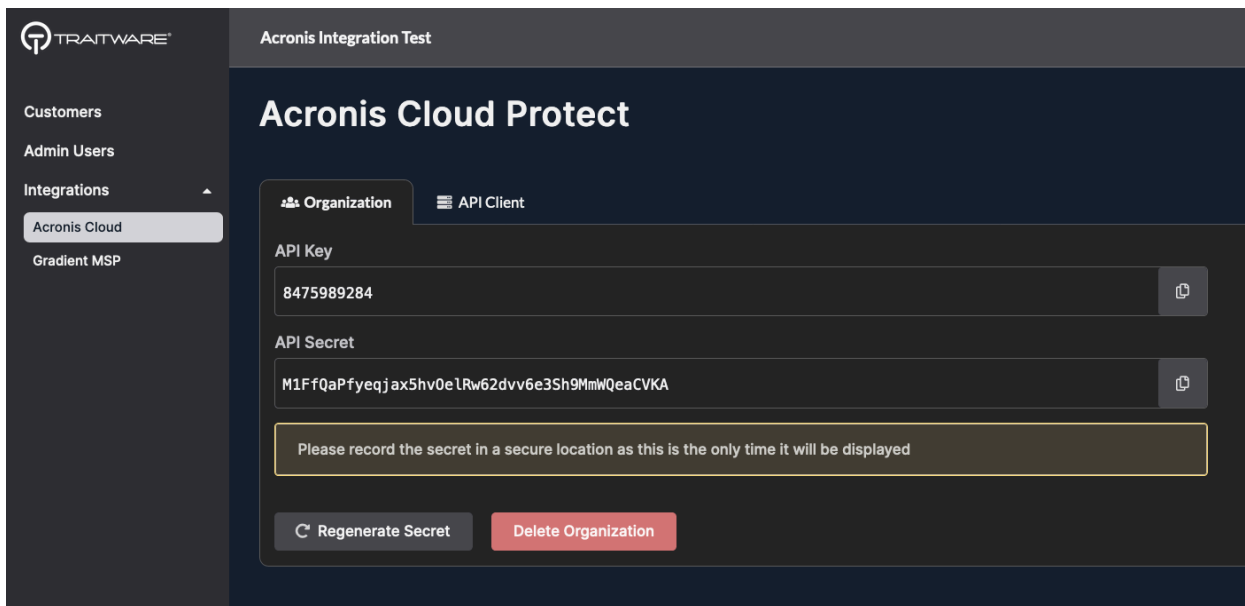 TRAITWARE®
Acronis Integration Test
Customers
Admin Users
Integrations
Acronis Cloud
Gradient MSP
Acronis Cloud Protect
Organization
API Client
API Key
8475989284
API Secret
M1FfQaPfyeqjax5hvOelRw62dvv6e3Sh9MmWQeaCVKA
Please record the secret in a secure location as this is the only time it will be displayed
Regenerate Secret
Delete Organization